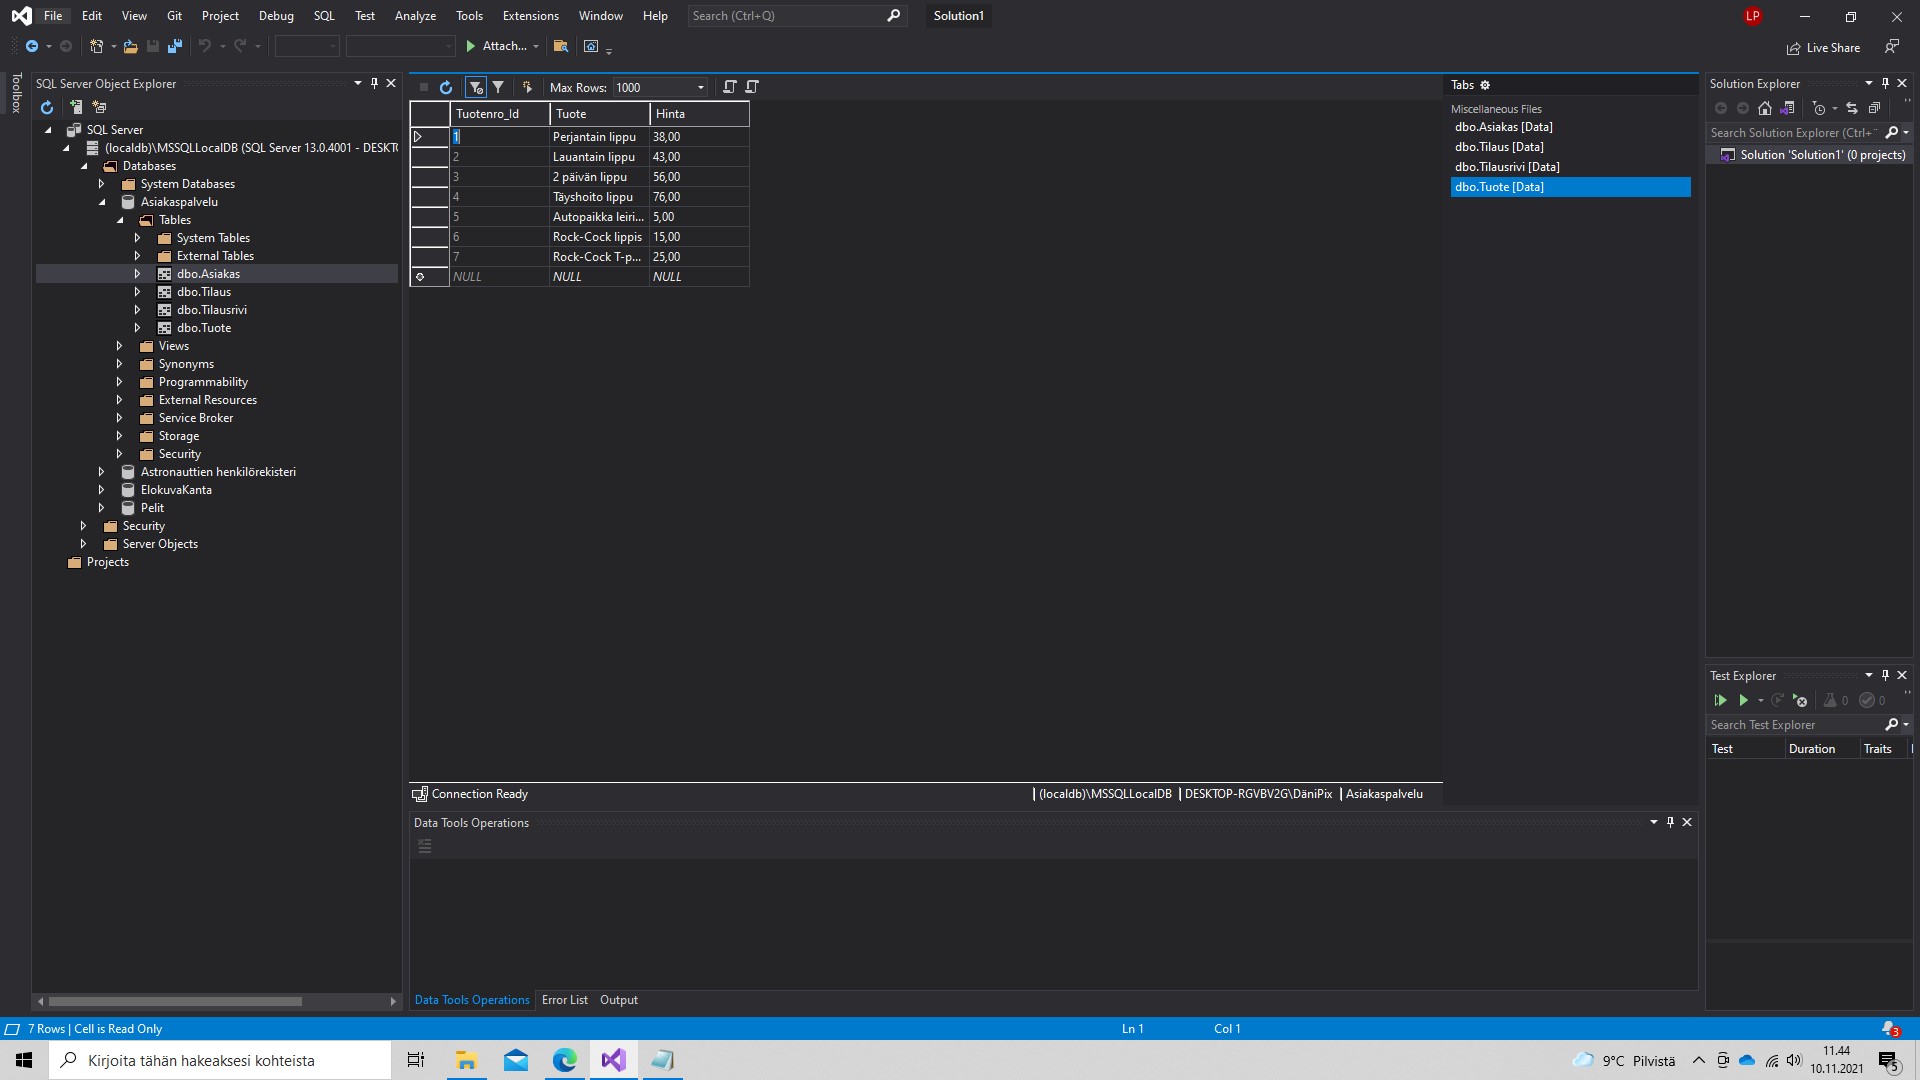 File Edit View Git Project Debug SQL Test Analyze Tools Extensions Window Help Search (Ctrl+Q) Solution1 LP
Attach... Live Share
Toolbox
SQL Server Object Explorer
SQL Server
(localdb)\MSSQLLocalDB (SQL Server 13.0.4001 - DESKT
Databases
System Databases
Asiakaspalvelu
Tables
System Tables
External Tables
dbo.Asiakas
dbo.Tilaus
dbo.Tilausrivi
dbo.Tuote
Views
Synonyms
Programmability
External Resources
Service Broker
Storage
Security
Astronauttien henkilörekisteri
ElokuvaKanta
Pelit
Security
Server Objects
Projects
Max Rows: 1000
Tuotenro_Id Tuote Hinta
1 Perjantain lippu 38,00
2 Lauantain lippu 43,00
3 2 päivän lippu 56,00
4 Täyshoito lippu 76,00
5 Autopaikka leiri... 5,00
6 Rock-Cock lippis 15,00
7 Rock-Cock T-p... 25,00
NULL NULL NULL
Connection Ready (localdb)\MSSQLLocalDB DESKTOP-RGVBV2G\DäniPix Asiakaspalvelu
Data Tools Operations
Data Tools Operations Error List Output
Tabs
Miscellaneous Files
dbo.Asiakas [Data]
dbo.Tilaus [Data]
dbo.Tilausrivi [Data]
dbo.Tuote [Data]
Solution Explorer
Search Solution Explorer (Ctrl+
Solution 'Solution1' (0 projects)
Test Explorer
0 0
Search Test Explorer
Test Duration Traits
7 Rows | Cell is Read Only Ln 1 Col 1 3
Kirjoita tähän hakeaksesi kohteista 9°C Pilvistä 11.44
10.11.2021 5